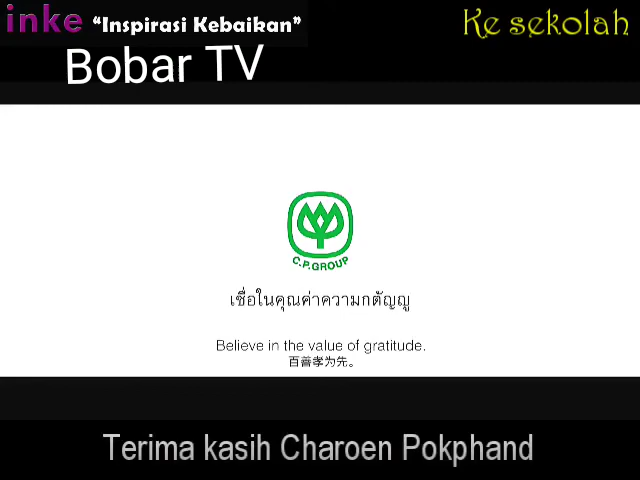 inke “Inspirasi Kebaikan”
Ke sekolah
Bobar TV
C.P.GROUP
เชื่อในคุณค่าความกตัญญู
Believe in the value of gratitude.
百善孝为先。
Terima kasih Charoen Pokphand